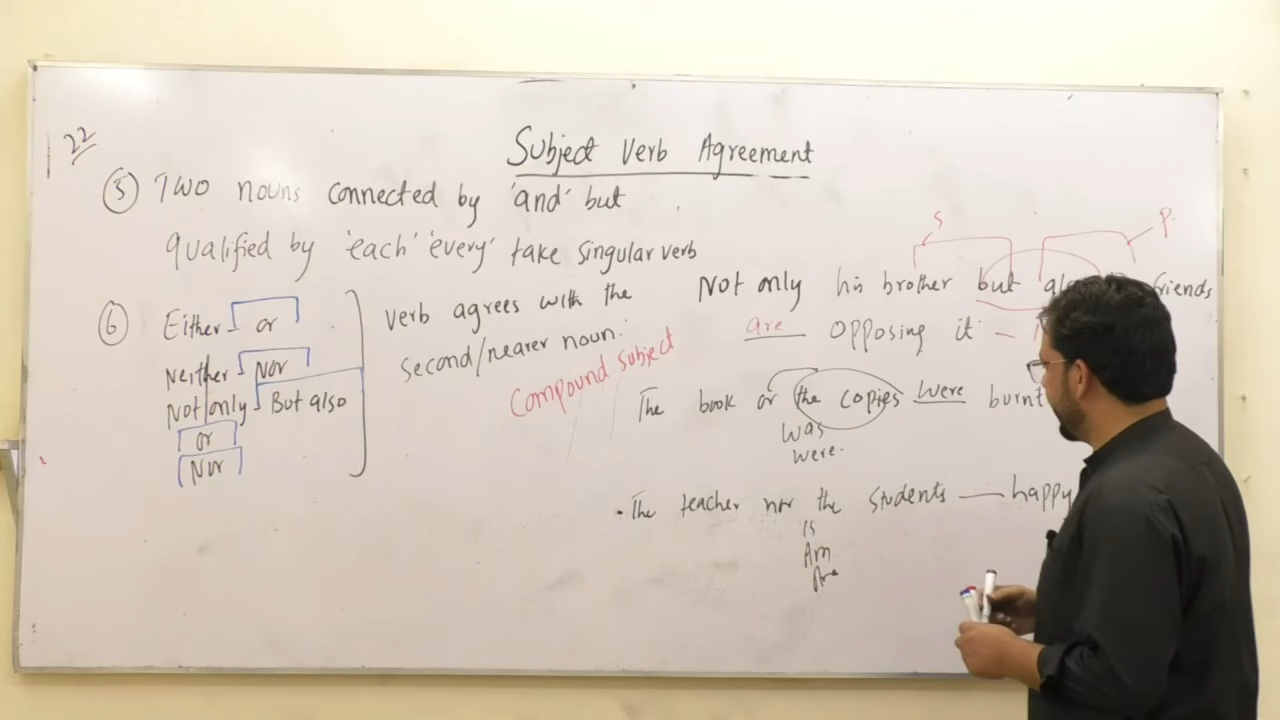 22
Subject Verb Agreement
⑤ Two nouns connected by 'and' but
qualified by 'each' 'every' take singular verb
⑥ Either - or
Neither - Nor
Not only - But also
or
Nor
Verb agrees with the
second/nearer noun.
Compound subject
S P.
Not only his brother but also friends
are opposing it
The book or the copies were burnt
was
were.
. The teacher nor the students — happy
is
Am
Are